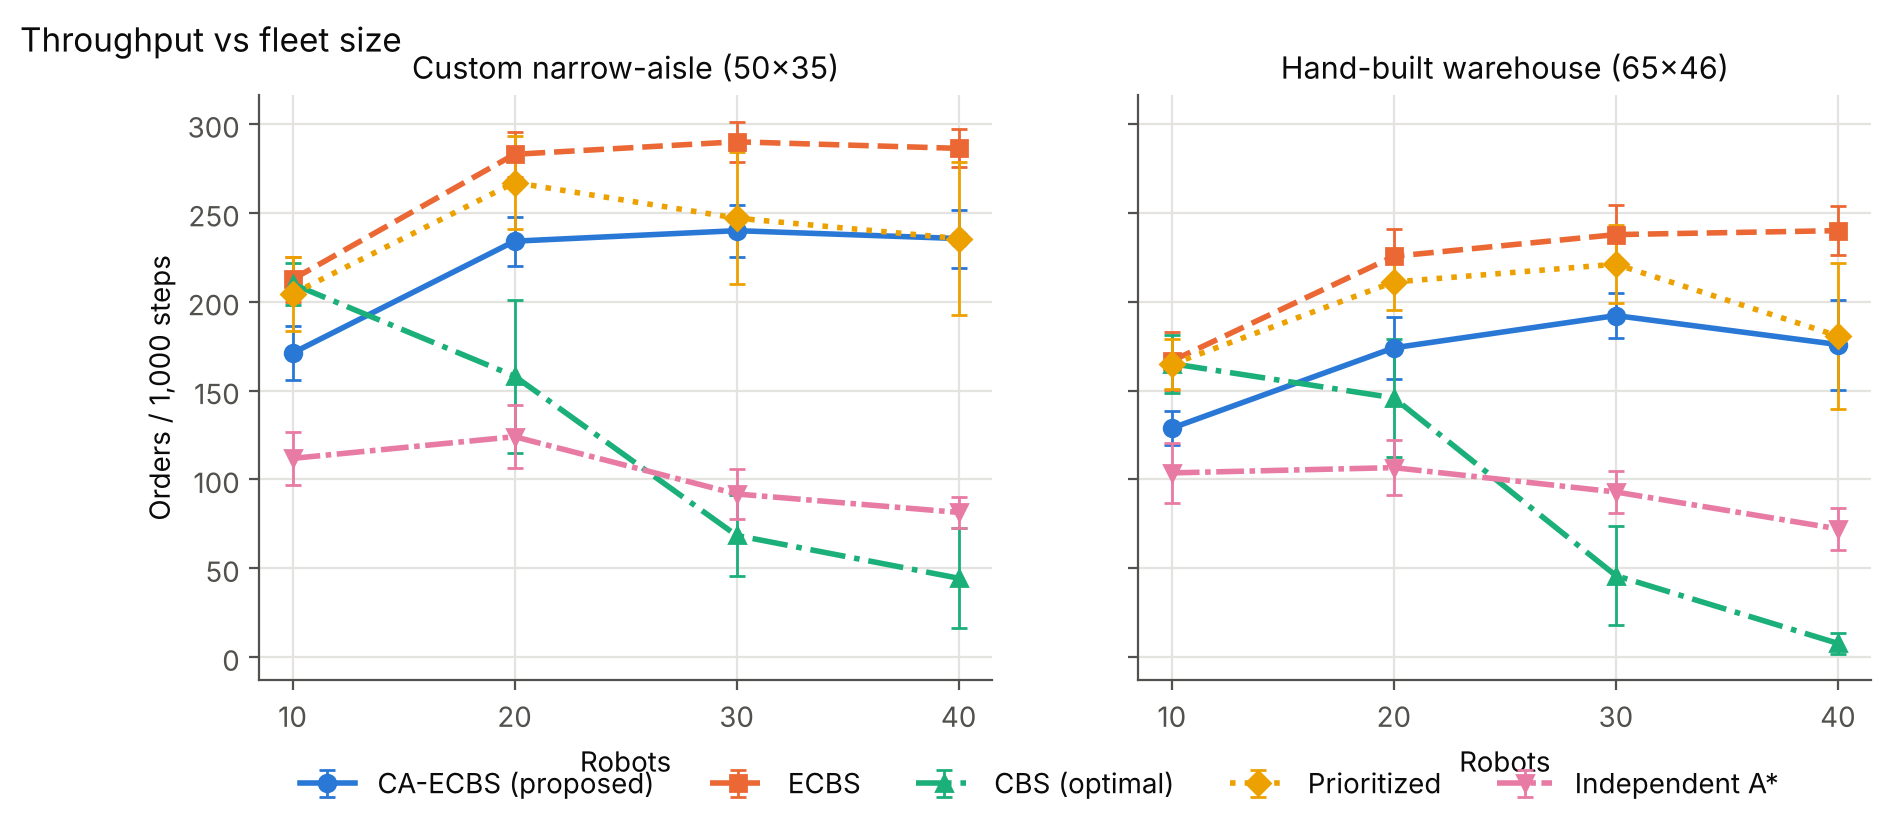 Throughput vs fleet size
Custom narrow-aisle (50×35)
Hand-built warehouse (65×46)
Orders / 1,000 steps
300
250
200
150
100
50
0
10 20 30 40
10 20 30 40
Robots
Robots
CA-ECBS (proposed) ECBS CBS (optimal) Prioritized Independent A*